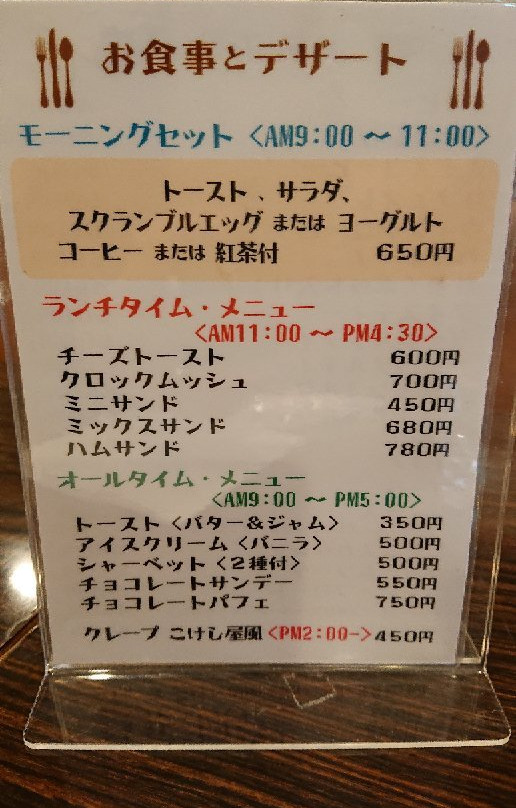 お食事とデザート
モーニングセット <AM9:00 ～ 11:00>
トースト、サラダ、
スクランブルエッグ または ヨーグルト
コーヒー または 紅茶付 650円
ランチタイム・メニュー
<AM11:00 ～ PM4:30>
チーズトースト 600円
クロックムッシュ 700円
ミニサンド 450円
ミックスサンド 680円
ハムサンド 780円
オールタイム・メニュー
<AM9:00 ～ PM5:00>
トースト<バター&ジャム> 350円
アイスクリーム<バニラ> 500円
シャーベット<2種付> 500円
チョコレートサンデー 550円
チョコレートパフェ 750円
クレープ こけし屋風<PM2:00->450円